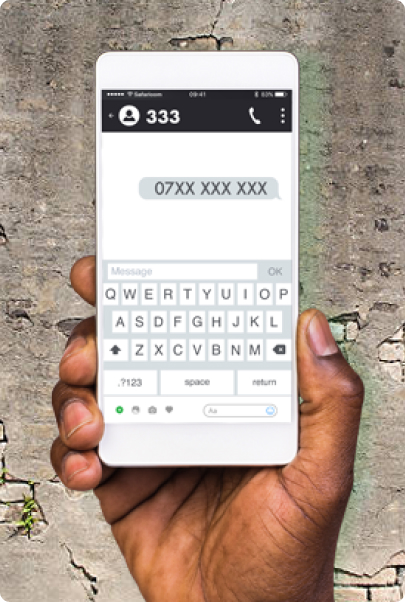 Safaricom 09:41 53%
333
07XX XXX XXX
Message OK
Q W E R T Y U I O P
A S D F G H J K L
Z X C V B N M
.?123 space return
Aa